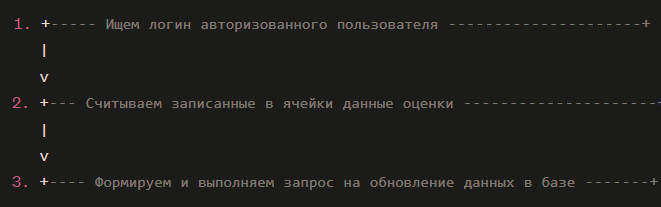 1. +----- Ищем логин авторизованного пользователя ---------------------+
|
v
2. +--- Считываем записанные в ячейки данные оценки ---------------------+
|
v
3. +---- Формируем и выполняем запрос на обновление данных в базе -------+